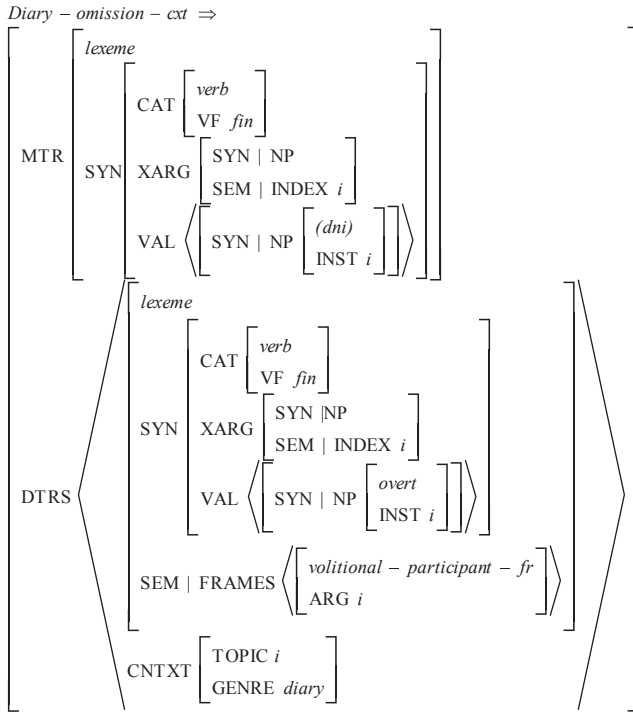 Diary – omission – cxt ⇒
lexeme
CAT verb
VF fin
MTR SYN XARG SYN | NP
SEM | INDEX i
VAL SYN | NP (dni)
INST i
lexeme
CAT verb
VF fin
SYN XARG SYN |NP
SEM | INDEX i
VAL SYN | NP overt
INST i
DTRS
SEM | FRAMES volitional – participant – fr
ARG i
CNTXT TOPIC i
GENRE diary